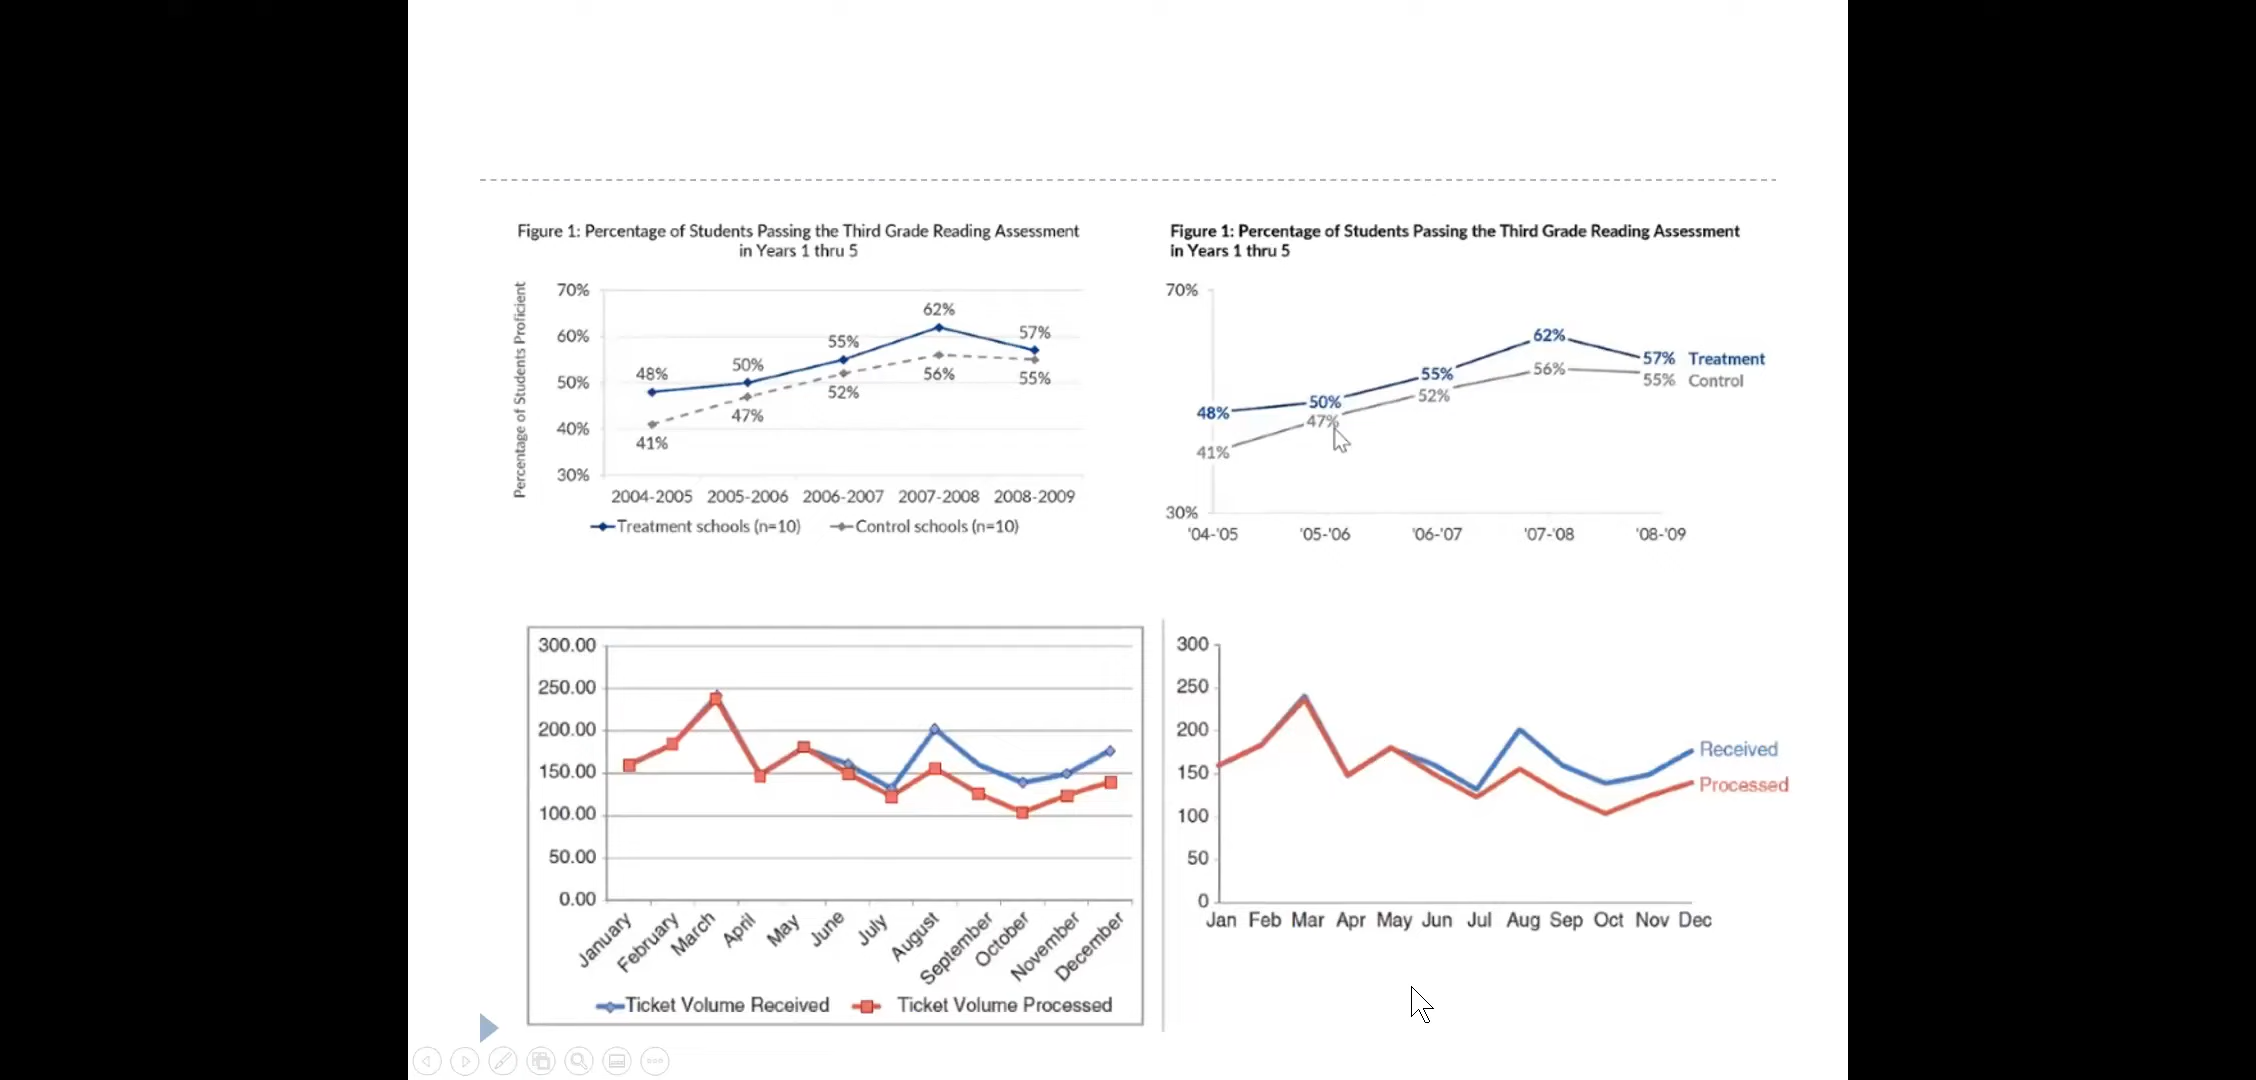 Figure 1: Percentage of Students Passing the Third Grade Reading Assessment
in Years 1 thru 5
Percentage of Students Proficient
70%
60%
50%
40%
30%
48%
50%
55%
62%
57%
41%
47%
52%
56%
55%
2004-2005 2005-2006 2006-2007 2007-2008 2008-2009
Treatment schools (n=10) Control schools (n=10)
Figure 1: Percentage of Students Passing the Third Grade Reading Assessment
in Years 1 thru 5
70%
30%
48%
50%
55%
62%
57% Treatment
41%
47%
52%
56%
55% Control
'04-'05 '05-'06 '06-'07 '07-'08 '08-'09
300.00
250.00
200.00
150.00
100.00
50.00
0.00
January February March April May June July August September October November December
Ticket Volume Received Ticket Volume Processed
300
250
200
150
100
50
0
Received
Processed
Jan Feb Mar Apr May Jun Jul Aug Sep Oct Nov Dec